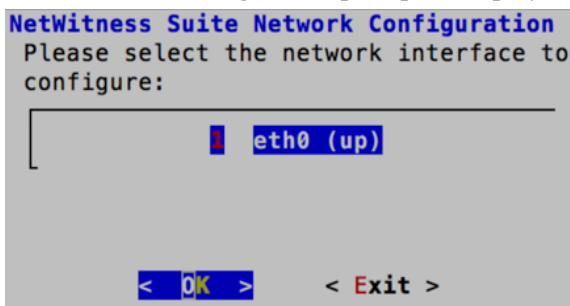 NetWitness Suite Network Configuration
Please select the network interface to
configure:
1 eth0 (up)
< OK > < Exit >